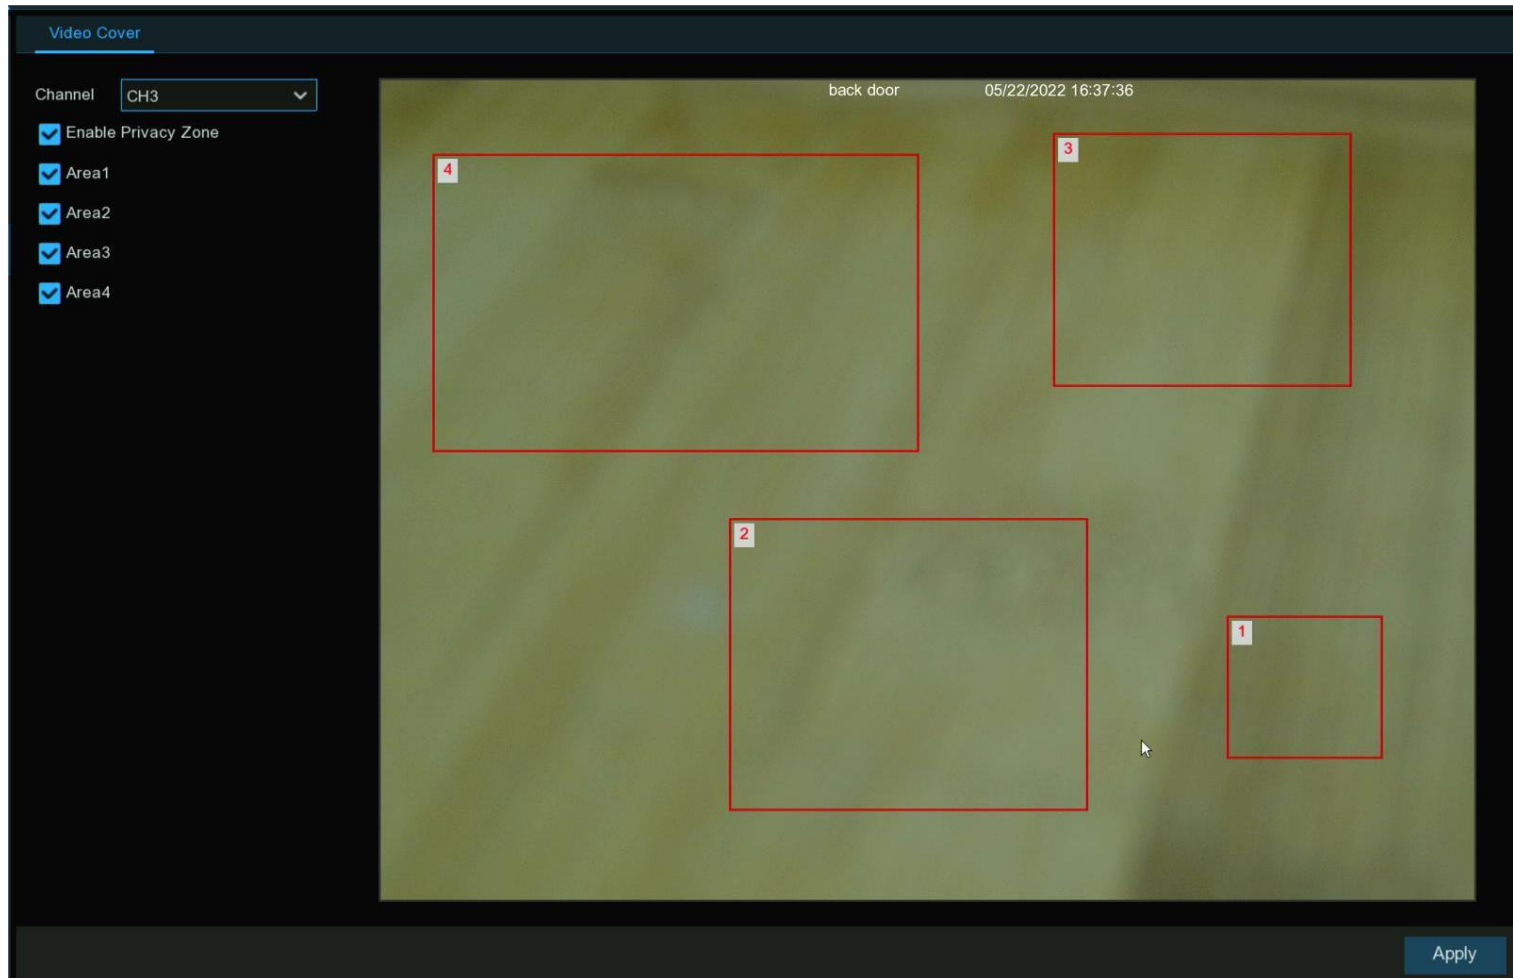 Video Cover
Channel CH3
back door 05/22/2022 16:37:36
Enable Privacy Zone
Area1
Area2
Area3
Area4
3
4
2
1
Apply